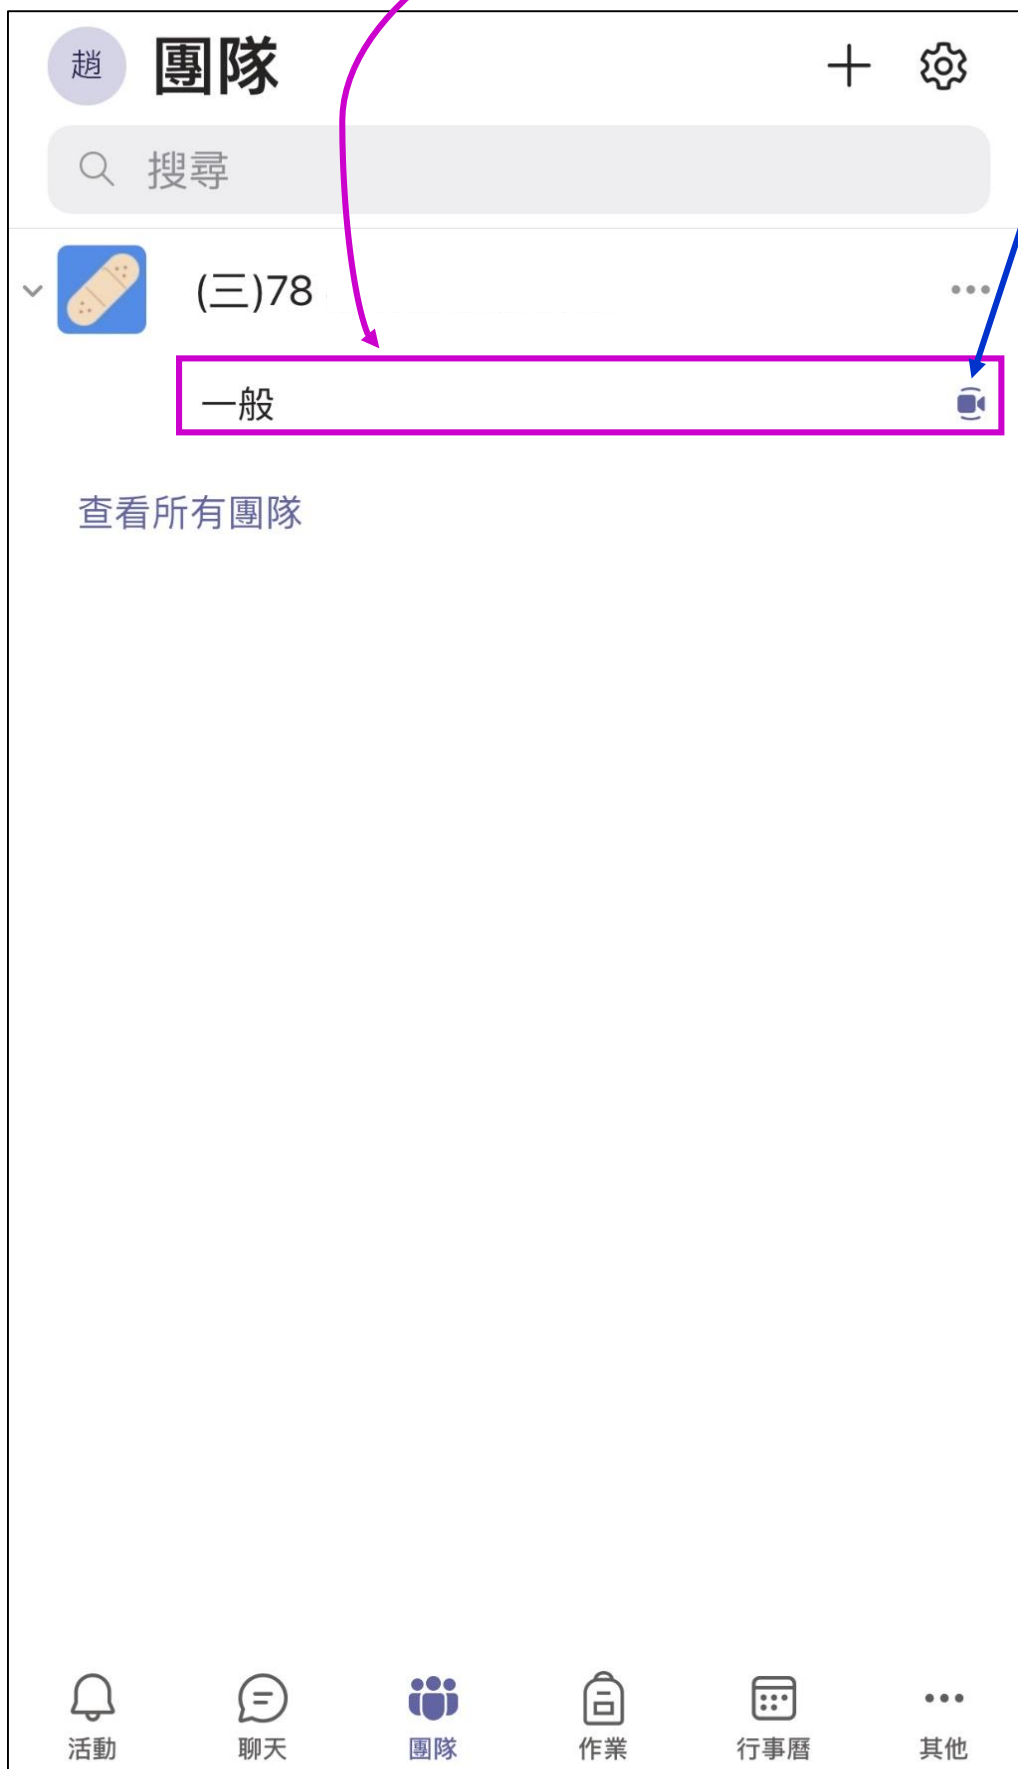 趙 團隊
搜尋
(三)78
一般
查看所有團隊
活動 聊天 團隊 作業 行事曆 其他